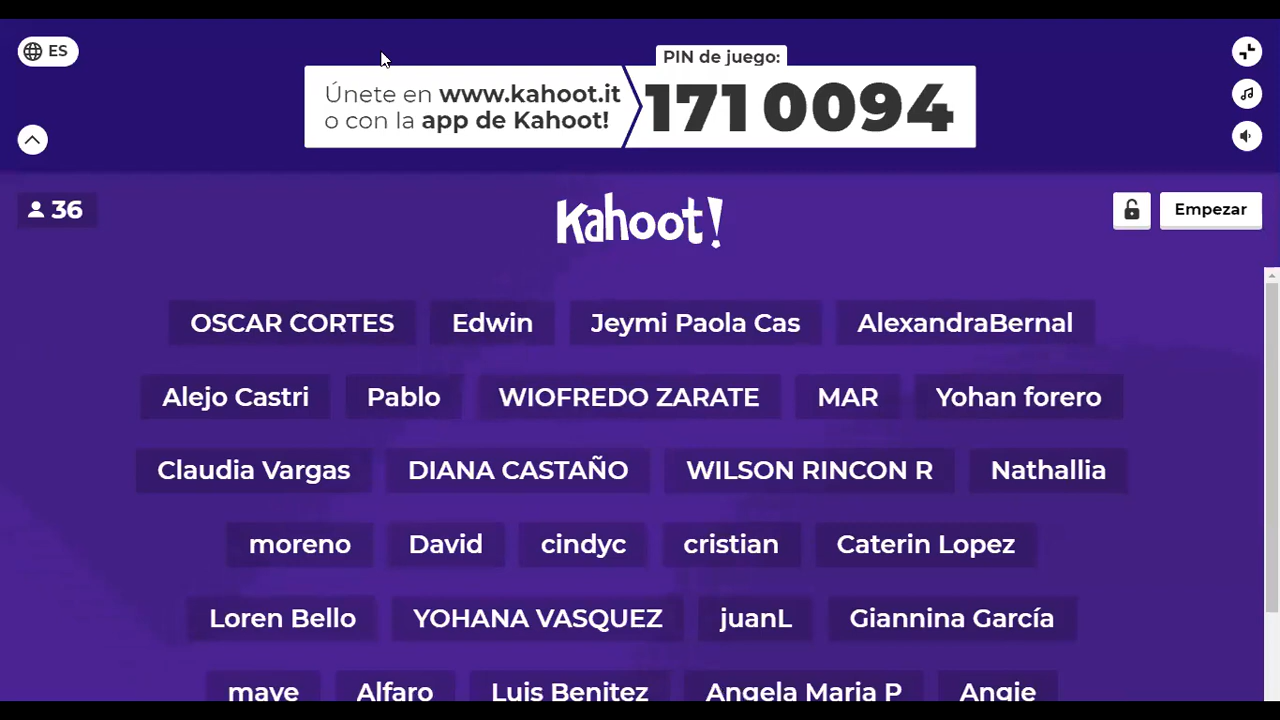 ES
PIN de juego:
Únete en www.kahoot.it
o con la app de Kahoot!
171 0094
36
Kahoot!
Empezar
OSCAR CORTES Edwin Jeymi Paola Cas AlexandraBernal
Alejo Castri Pablo WIOFREDO ZARATE MAR Yohan forero
Claudia Vargas DIANA CASTAÑO WILSON RINCON R Nathallia
moreno David cindyc cristian Caterin Lopez
Loren Bello YOHANA VASQUEZ juanL Giannina García
maye Alfaro Luis Benitez Angela Maria P Angie